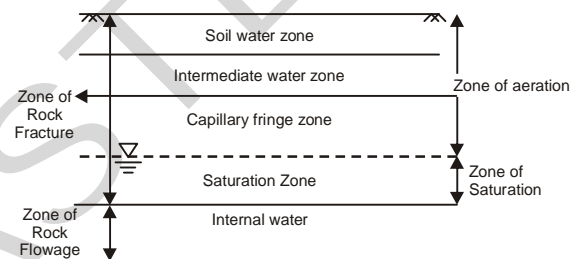 Soil water zone
Intermediate water zone
Zone of aeration
Zone of
Rock
Fracture
Capillary fringe zone
Saturation Zone
Zone of
Saturation
Zone of
Rock
Flowage
Internal water